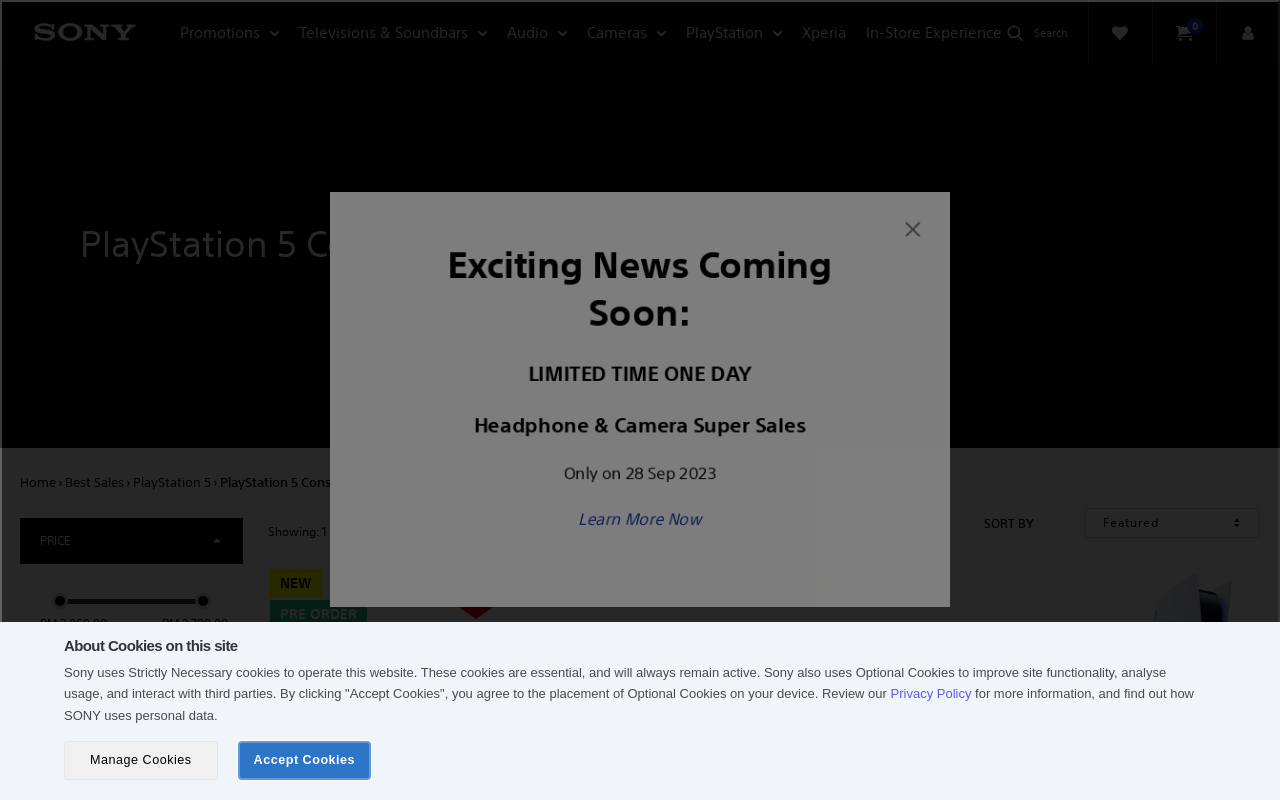 SONY
Promotions
Televisions & Soundbars
Audio
Cameras
PlayStation
Xperia
In-Store Experience
Search
0
PlayStation 5 Co
Exciting News Coming
Soon:
LIMITED TIME ONE DAY
Headphone & Camera Super Sales
Only on 28 Sep 2023
Learn More Now
Home › Best Sales › PlayStation 5 › PlayStation 5 Cons
PRICE
Showing: 1
SORT BY
Featured
NEW
PRE ORDER
About Cookies on this site
Sony uses Strictly Necessary cookies to operate this website. These cookies are essential, and will always remain active. Sony also uses Optional Cookies to improve site functionality, analyse
usage, and interact with third parties. By clicking "Accept Cookies", you agree to the placement of Optional Cookies on your device. Review our Privacy Policy for more information, and find out how
SONY uses personal data.
Manage Cookies
Accept Cookies